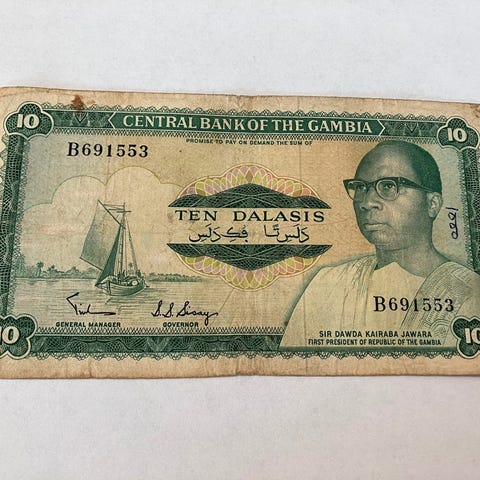 10 CENTRAL BANK OF THE GAMBIA 10
PROMISE TO PAY ON DEMAND THE SUM OF
B691553
TEN DALASIS
دَلَسِ تَا دَلَسِ
B691553
S.S. Sisay
GENERAL MANAGER GOVERNOR
SIR DAWDA KAIRABA JAWARA
FIRST PRESIDENT OF REPUBLIC OF THE GAMBIA
10 10